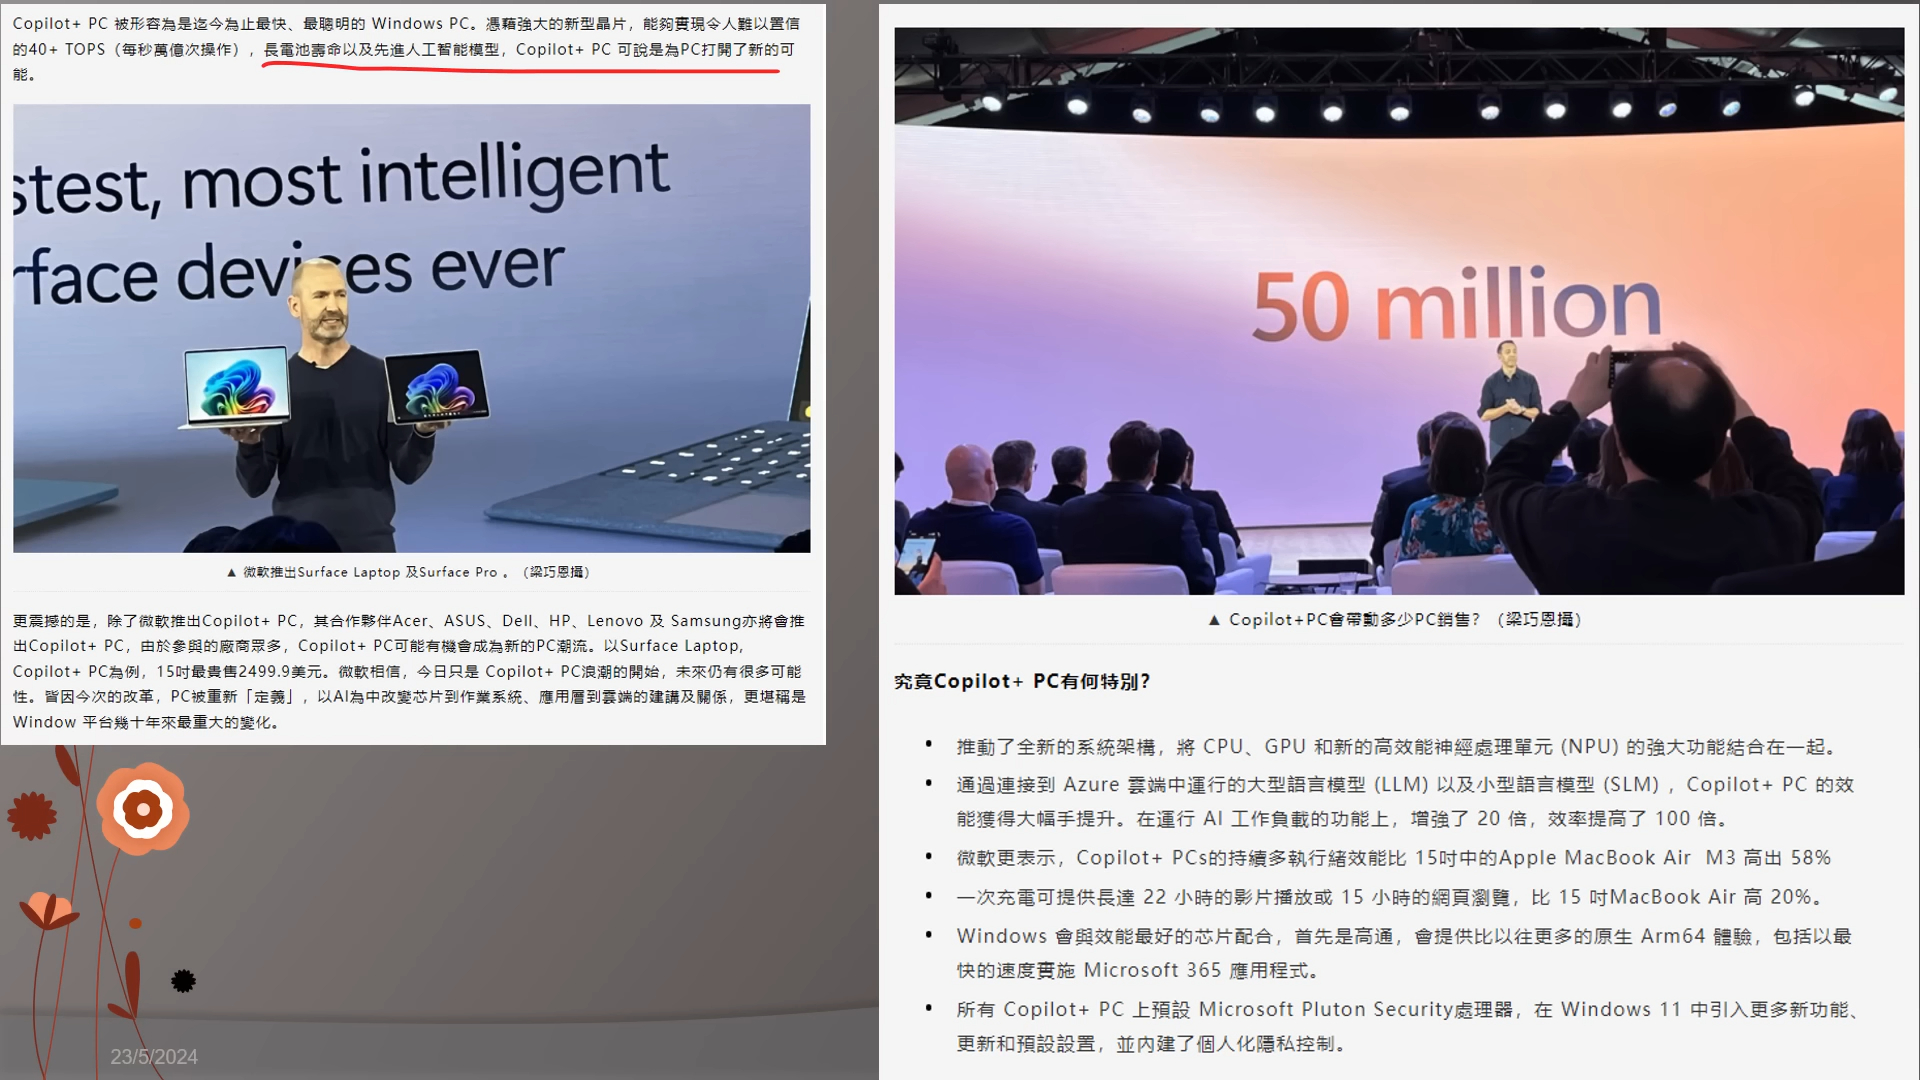 Copilot+ PC 被形容為是迄今為止最快、最聰明的 Windows PC。憑藉強大的新型晶片，能夠實現令人難以置信
的40+ TOPS（每秒萬億次操作），長電池壽命以及先進人工智能模型，Copilot+ PC 可說是為PC打開了新的可
能。
stest, most intelligent
rface devices ever
▲ 微軟推出Surface Laptop 及Surface Pro 。（梁巧恩攝）
更震撼的是，除了微軟推出Copilot+ PC，其合作夥伴Acer、ASUS、Dell、HP、Lenovo 及 Samsung亦將會推
出Copilot+ PC，由於參與的廠商眾多，Copilot+ PC可能有機會成為新的PC潮流。以Surface Laptop,
Copilot+ PC為例，15吋最貴售2499.9美元。微軟相信，今日只是 Copilot+ PC浪潮的開始，未來仍有很多可能
性。皆因今次的改革，PC被重新「定義」，以AI為中改變芯片到作業系統、應用層到雲端的建講及關係，更堪稱是
Window 平台幾十年來最重大的變化。
23/5/2024
50 million
▲ Copilot+PC會帶動多少PC銷售？（梁巧恩攝）
究竟Copilot+ PC有何特別?
• 推動了全新的系統架構，將 CPU、GPU 和新的高效能神經處理單元 (NPU) 的強大功能結合在一起。
• 通過連接到 Azure 雲端中運行的大型語言模型 (LLM) 以及小型語言模型 (SLM) ，Copilot+ PC 的效
能獲得大幅手提升。在運行 AI 工作負載的功能上，增強了 20 倍，效率提高了 100 倍。
• 微軟更表示，Copilot+ PCs的持續多執行緒效能比 15吋中的Apple MacBook Air M3 高出 58%
• 一次充電可提供長達 22 小時的影片播放或 15 小時的網頁瀏覽，比 15 吋MacBook Air 高 20%。
• Windows 會與效能最好的芯片配合，首先是高通，會提供比以往更多的原生 Arm64 體驗，包括以最
快的速度實施 Microsoft 365 應用程式。
• 所有 Copilot+ PC 上預設 Microsoft Pluton Security處理器，在 Windows 11 中引入更多新功能、
更新和預設設置，並內建了個人化隱私控制。